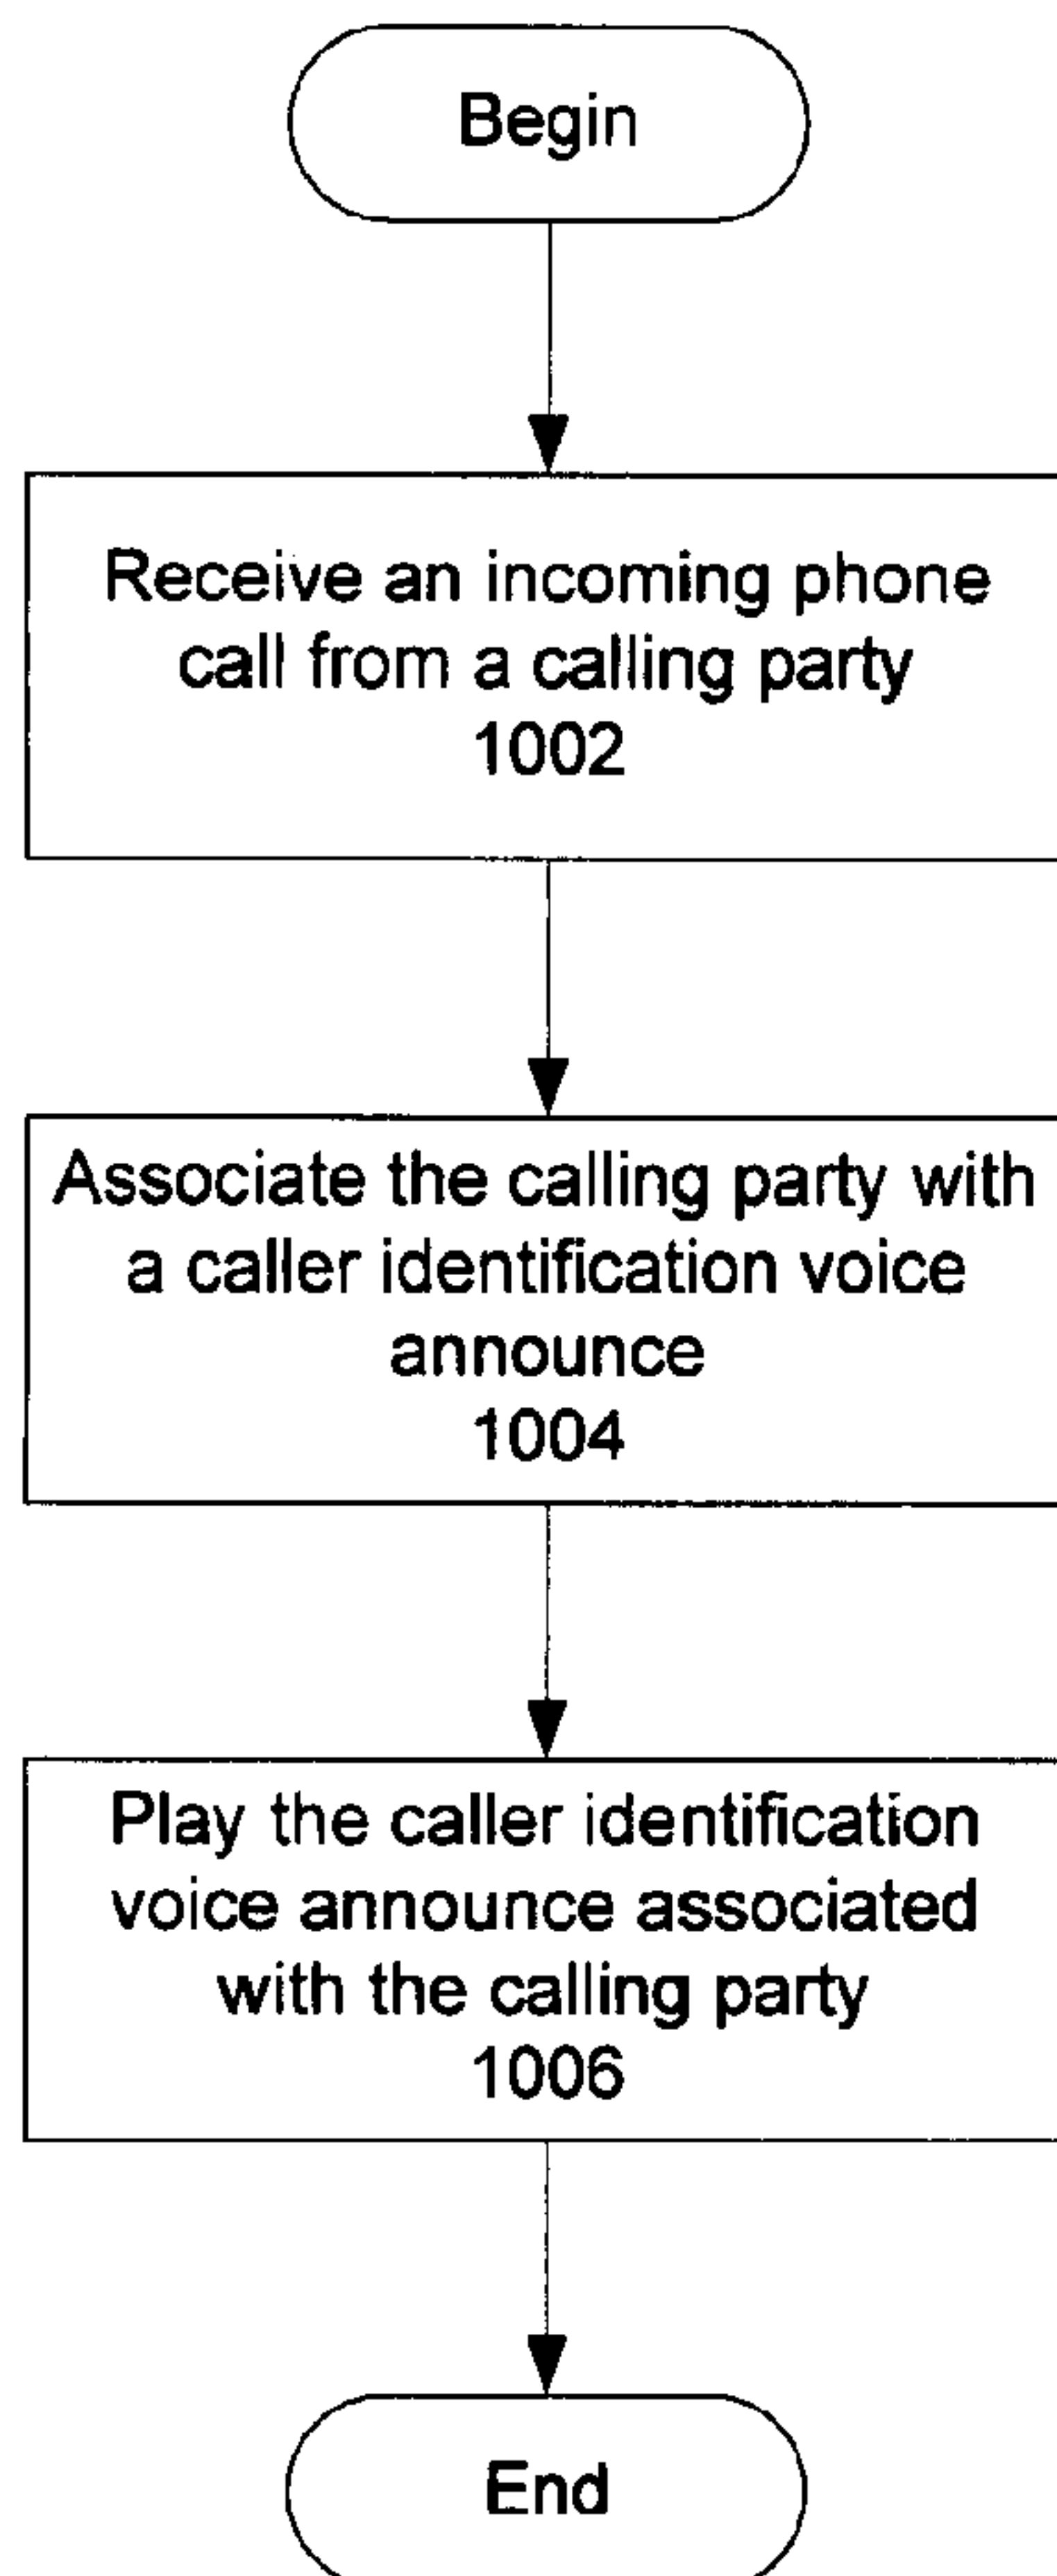 Begin
Receive an incoming phone
call from a calling party
1002
Associate the calling party with
a caller identification voice
announce
1004
Play the caller identification
voice announce associated
with the calling party
1006
End